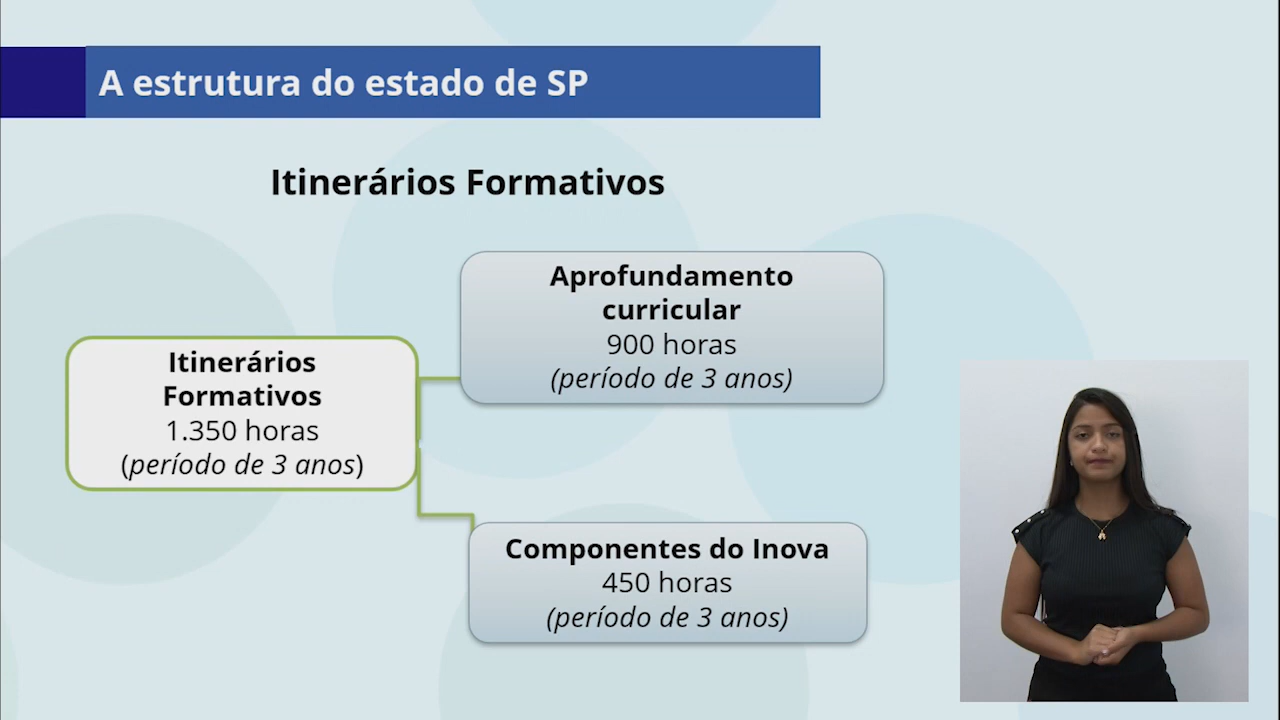 A estrutura do estado de SP
Itinerários Formativos
Aprofundamento
curricular
900 horas
(período de 3 anos)
Itinerários
Formativos
1.350 horas
(período de 3 anos)
Componentes do Inova
450 horas
(período de 3 anos)